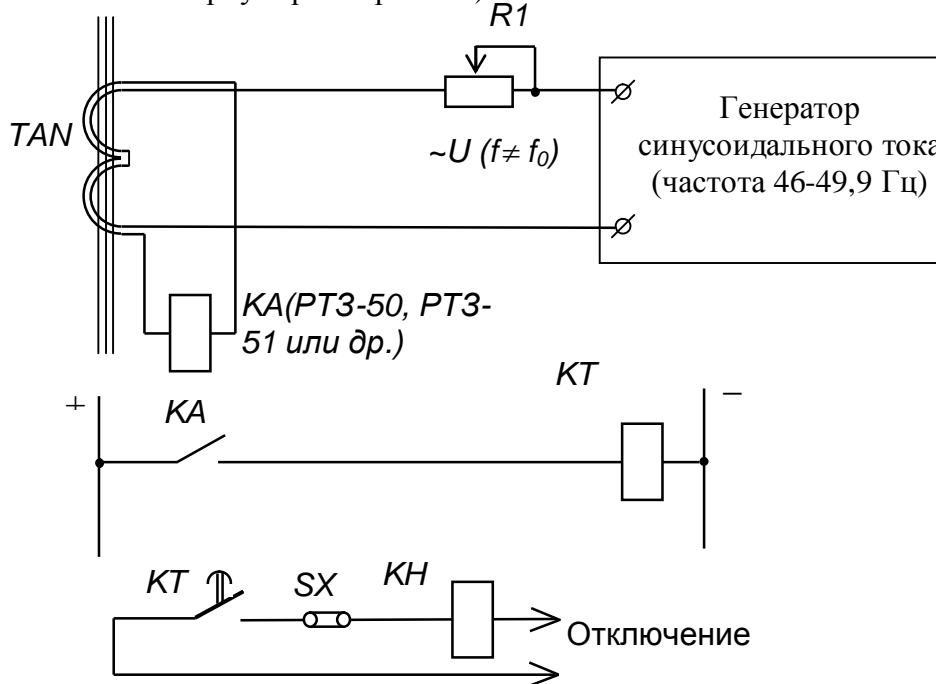 R1
TAN
~U (f≠ f₀)
Генератор
синусоидального тока
(частота 46-49,9 Гц)
KA(РТЗ-50, РТЗ-
51 или др.)
KT
+
KA
–
KT
SX
KH
Отключение